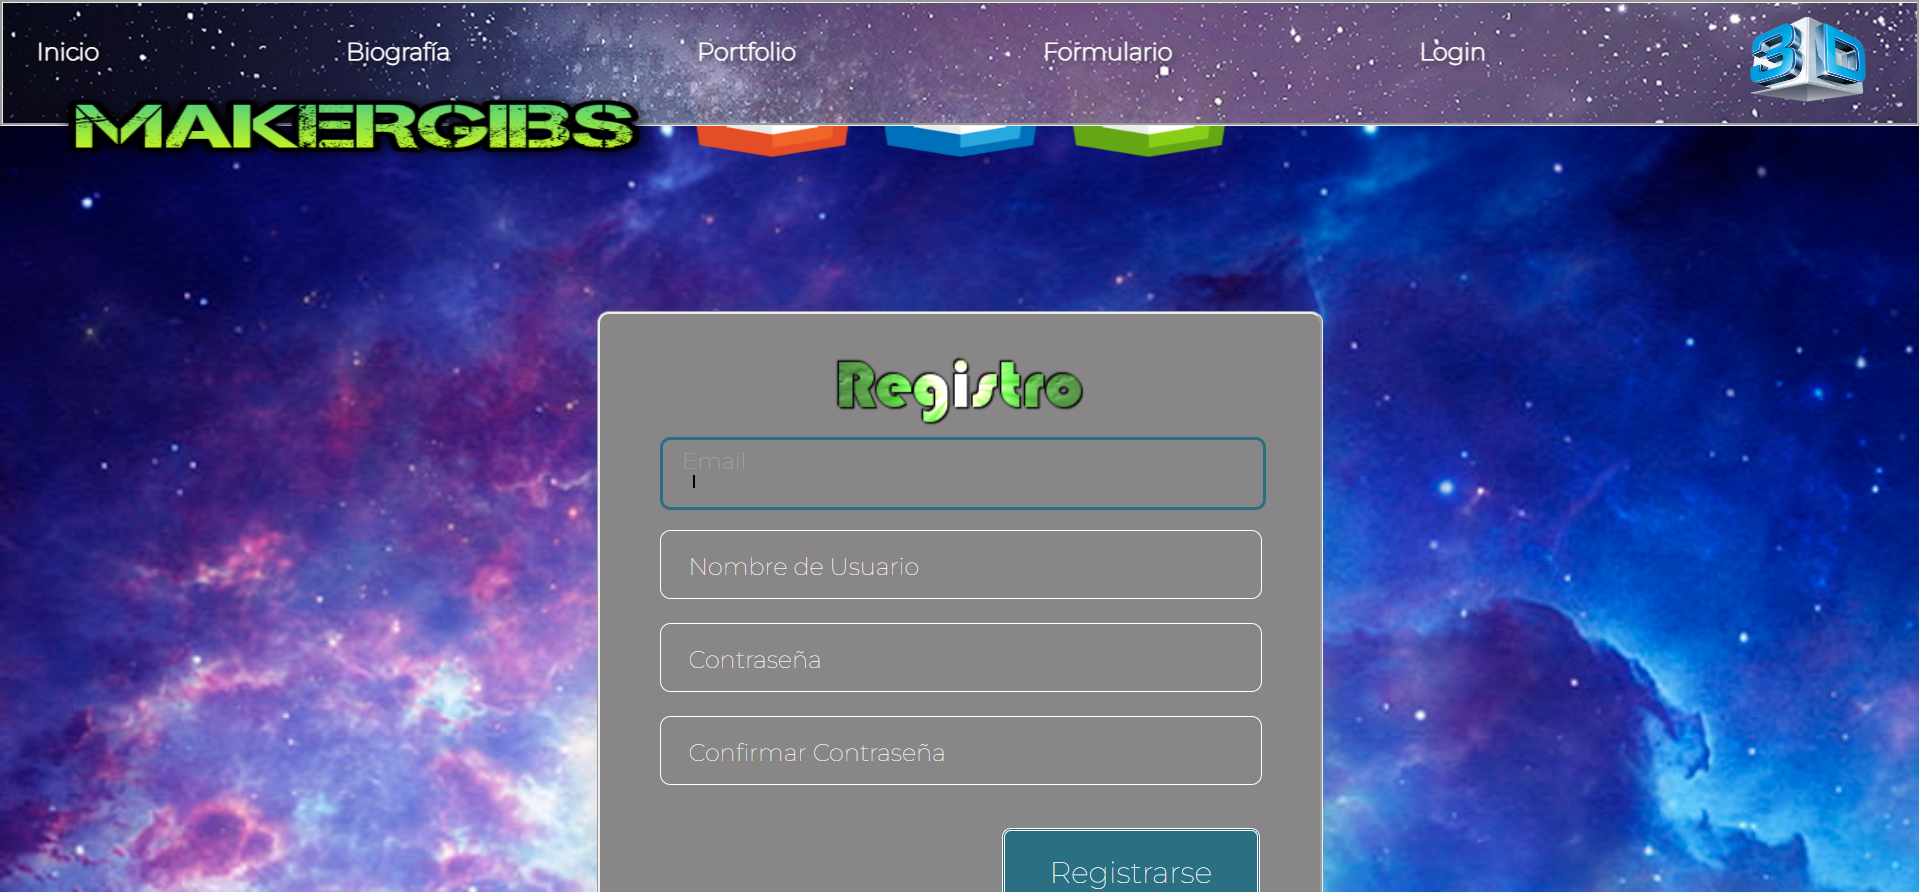 Inicio Biografía Portfolio Formulario Login 3D
MAKERGIBS
Registro
Email
Nombre de Usuario
Contraseña
Confirmar Contraseña
Registrarse